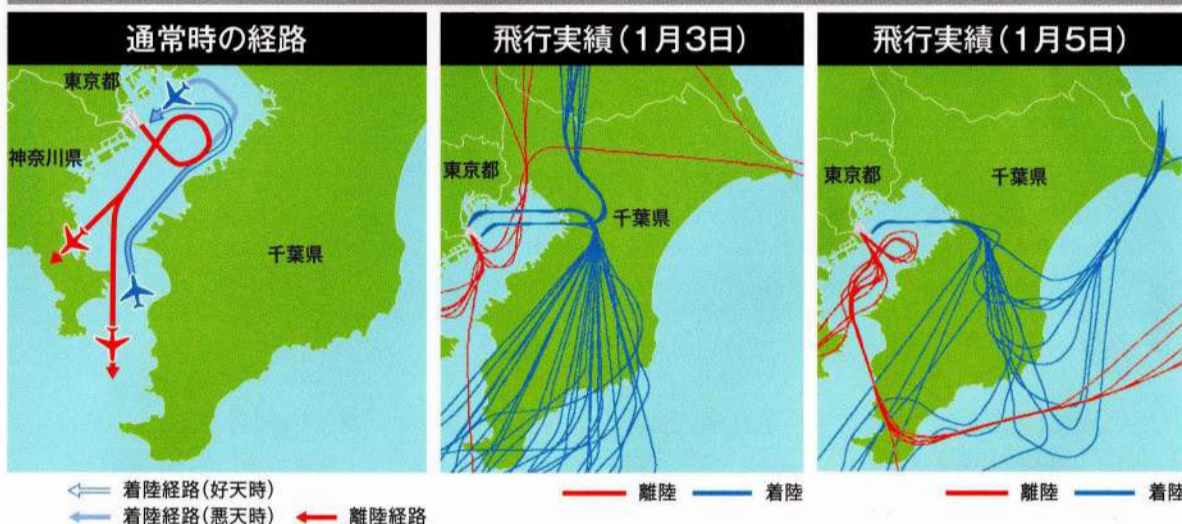 通常時の経路
東京都
神奈川県
千葉県
着陸経路(好天時)
着陸経路(悪天時) 離陸経路
飛行実績(1月3日)
東京都
千葉県
離陸 着陸
飛行実績(1月5日)
東京都
千葉県
離陸 着陸